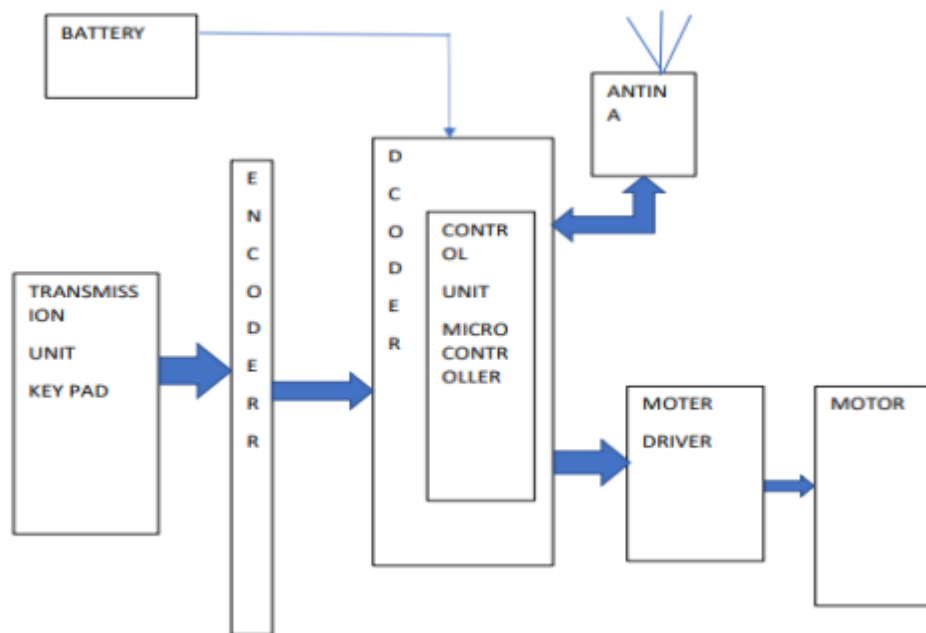 BATTERY
ANTIN
A
D
C
O
D
E
R
E
N
C
O
D
E
R
R
CONTR
OL
UNIT
MICRO
CONTR
OLLER
TRANSMISS
ION
UNIT
KEY PAD
MOTER
DRIVER
MOTOR